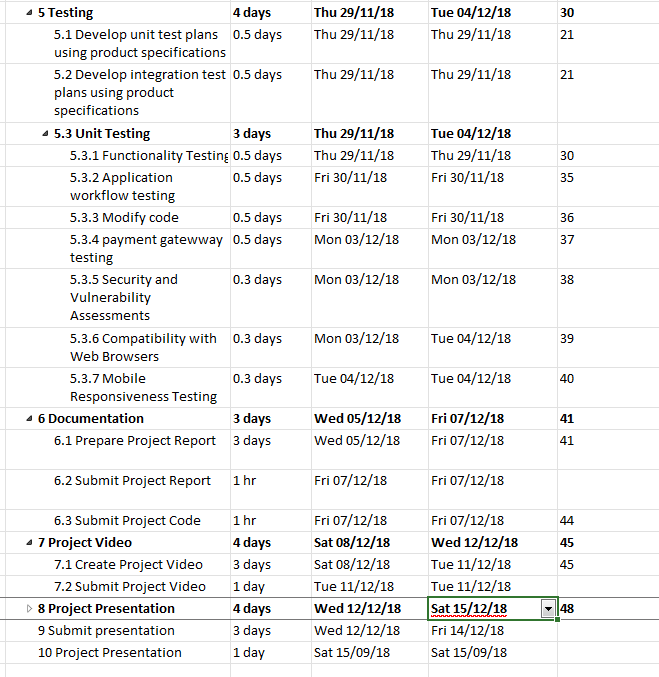 5 Testing 4 days Thu 29/11/18 Tue 04/12/18 30
5.1 Develop unit test plans 0.5 days Thu 29/11/18 Thu 29/11/18 21
using product specifications
5.2 Develop integration test 0.5 days Thu 29/11/18 Thu 29/11/18 21
plans using product
specifications
5.3 Unit Testing 3 days Thu 29/11/18 Tue 04/12/18
5.3.1 Functionality Testing 0.5 days Thu 29/11/18 Thu 29/11/18 30
5.3.2 Application 0.5 days Fri 30/11/18 Fri 30/11/18 35
workflow testing
5.3.3 Modify code 0.5 days Fri 30/11/18 Fri 30/11/18 36
5.3.4 payment gatewway 0.5 days Mon 03/12/18 Mon 03/12/18 37
testing
5.3.5 Security and 0.3 days Mon 03/12/18 Mon 03/12/18 38
Vulnerability
Assessments
5.3.6 Compatibility with 0.3 days Mon 03/12/18 Tue 04/12/18 39
Web Browsers
5.3.7 Mobile 0.3 days Tue 04/12/18 Tue 04/12/18 40
Responsiveness Testing
6 Documentation 3 days Wed 05/12/18 Fri 07/12/18 41
6.1 Prepare Project Report 3 days Wed 05/12/18 Fri 07/12/18 41
6.2 Submit Project Report 1 hr Fri 07/12/18 Fri 07/12/18
6.3 Submit Project Code 1 hr Fri 07/12/18 Fri 07/12/18 44
7 Project Video 4 days Sat 08/12/18 Wed 12/12/18 45
7.1 Create Project Video 3 days Sat 08/12/18 Tue 11/12/18 45
7.2 Submit Project Video 1 day Tue 11/12/18 Tue 11/12/18
8 Project Presentation 4 days Wed 12/12/18 Sat 15/12/18 48
9 Submit presentation 3 days Wed 12/12/18 Fri 14/12/18
10 Project Presentation 1 day Sat 15/09/18 Sat 15/09/18